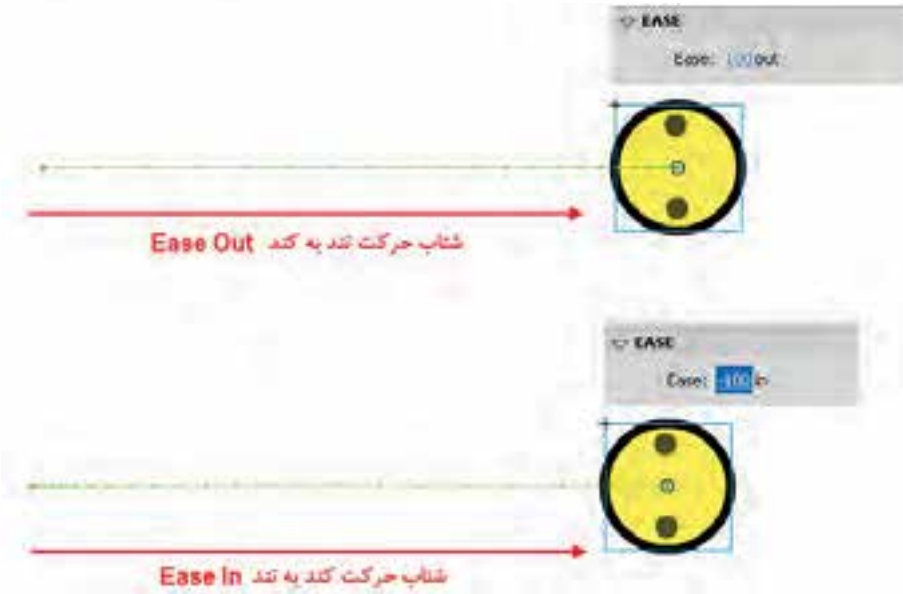 EASE
Ease: 100 out
شتاب حرکت تند به کند Ease Out
EASE
Ease: -100 in
شتاب حرکت کند به تند Ease In